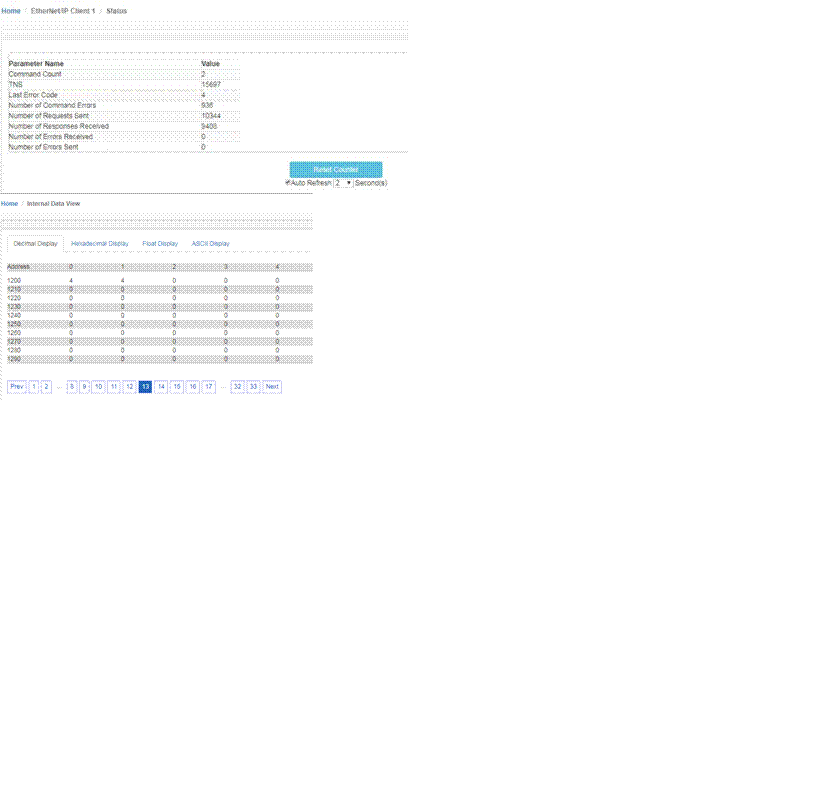 Home / EtherNet/IP Client 1 / Status
Parameter Name Value
Command Count 2
TNS 15697
Last Error Code 4
Number of Command Errors 936
Number of Requests Sent 10344
Number of Responses Received 9408
Number of Errors Received 0
Number of Errors Sent 0
Reset Counter
Auto Refresh 2 Second(s)
Home / Internal Data View
Decimal Display Hexadecimal Display Float Display ASCII Display
Address 0 1 2 3 4
1200 4 4 0 0 0
1210 0 0 0 0 0
1220 0 0 0 0 0
1230 0 0 0 0 0
1240 0 0 0 0 0
1250 0 0 0 0 0
1260 0 0 0 0 0
1270 0 0 0 0 0
1280 0 0 0 0 0
1290 0 0 0 0 0
Prev 1 2 ... 8 9 10 11 12 13 14 15 16 17 ... 32 33 Next